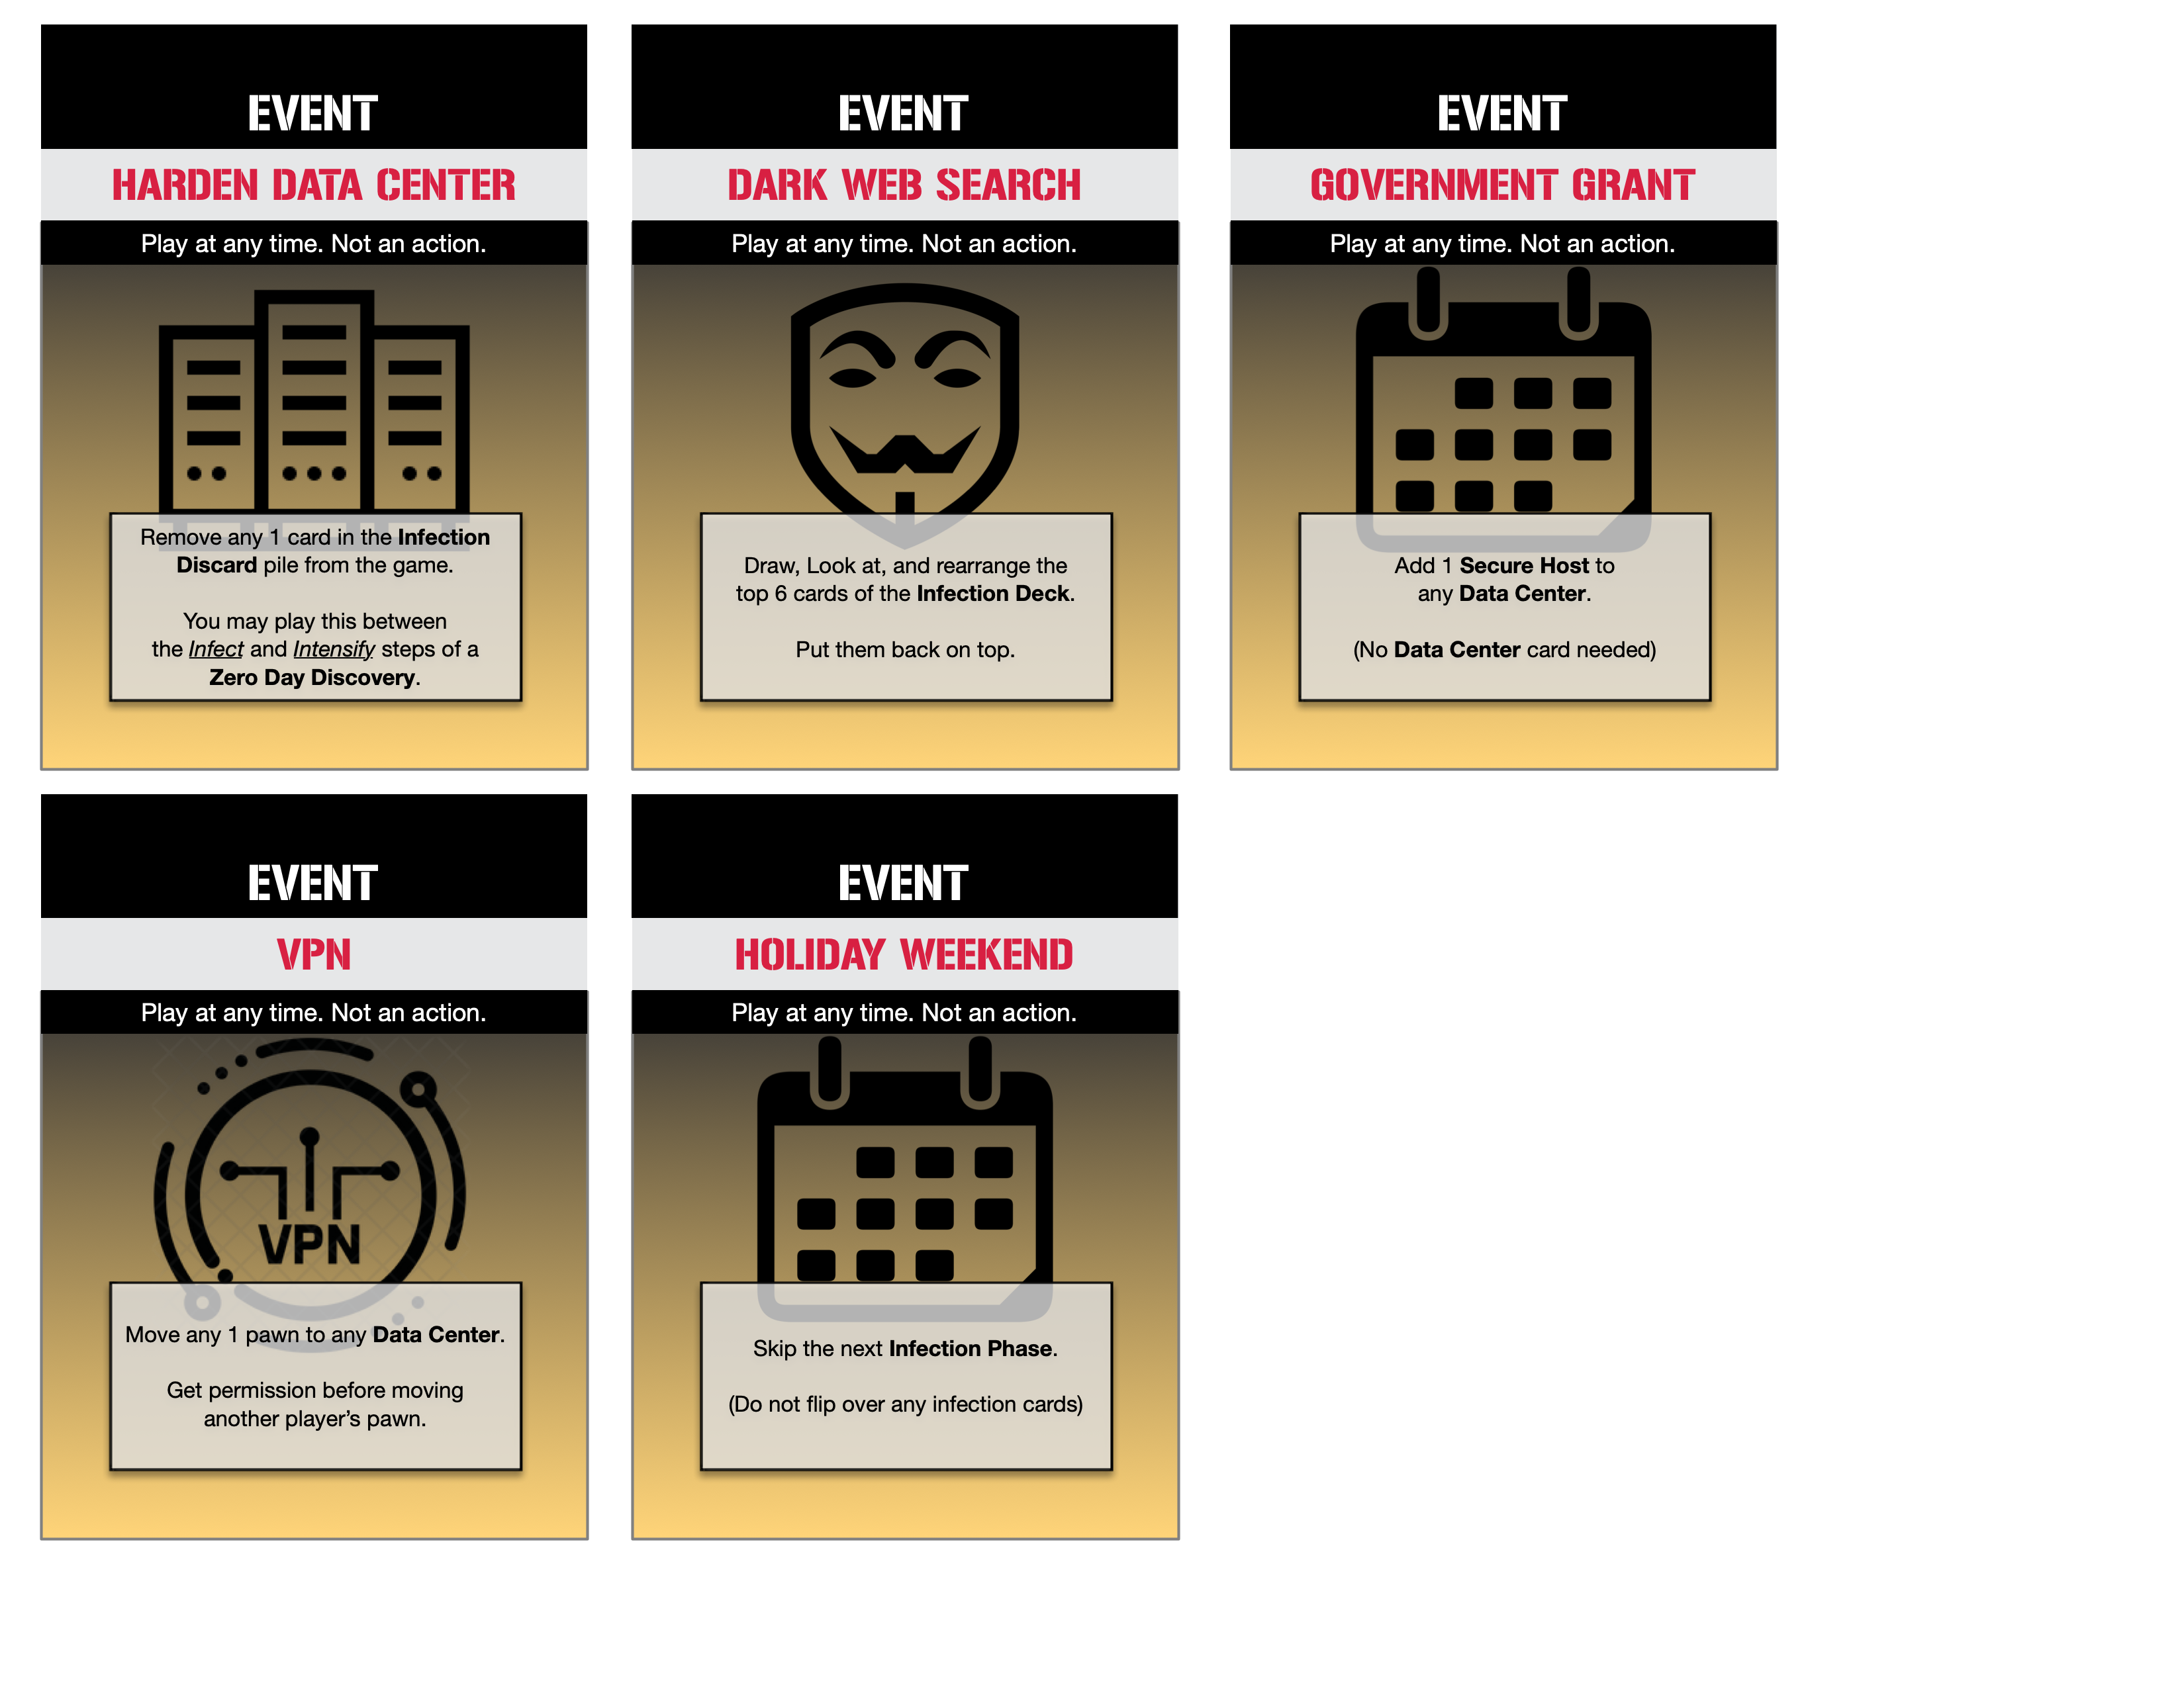 EVENT
HARDEN DATA CENTER
Play at any time. Not an action.
Remove any 1 card in the Infection
Discard pile from the game.
You may play this between
the Infect and Intensify steps of a
Zero Day Discovery.
EVENT
DARK WEB SEARCH
Play at any time. Not an action.
Draw, Look at, and rearrange the
top 6 cards of the Infection Deck.
Put them back on top.
EVENT
GOVERNMENT GRANT
Play at any time. Not an action.
Add 1 Secure Host to
any Data Center.
(No Data Center card needed)
EVENT
VPN
Play at any time. Not an action.
VPN
Move any 1 pawn to any Data Center.
Get permission before moving
another player’s pawn.
EVENT
HOLIDAY WEEKEND
Play at any time. Not an action.
Skip the next Infection Phase.
(Do not flip over any infection cards)